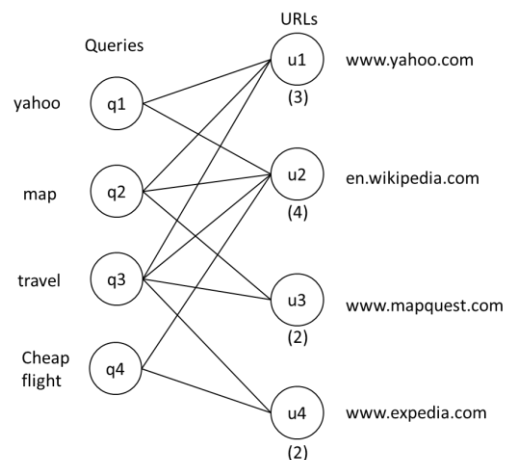 URLs
Queries
u1
www.yahoo.com
yahoo
q1
(3)
u2
en.wikipedia.com
map
q2
(4)
travel
q3
u3
www.mapquest.com
(2)
Cheap
flight
q4
u4
www.expedia.com
(2)